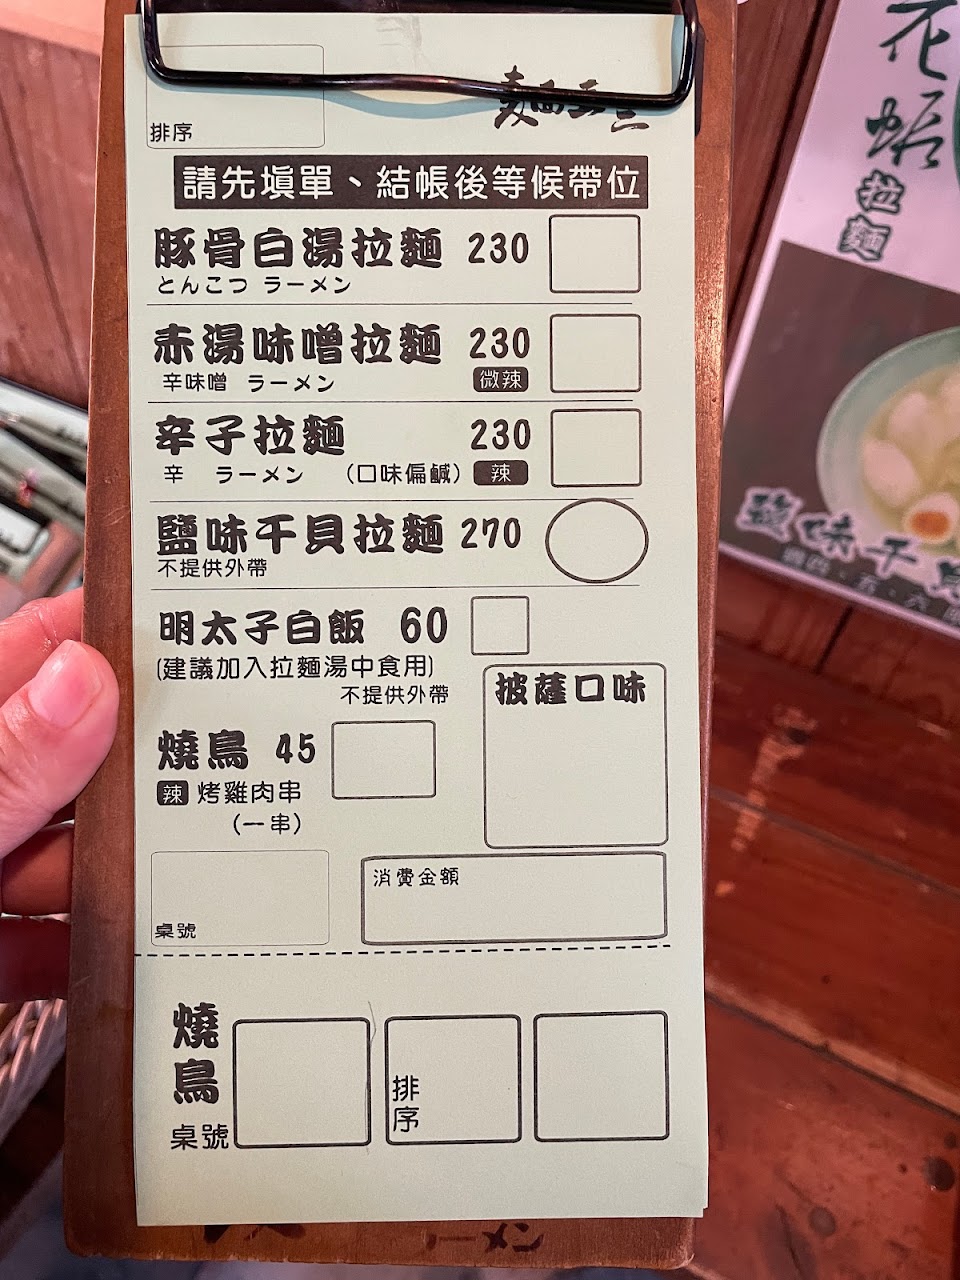 排序
請先填單、結帳後等候帶位
豚骨白湯拉麵 230
とんこつ ラーメン
赤湯味噌拉麵 230
辛味噌 ラーメン 微辣
辛子拉麵 230
辛 ラーメン (口味偏鹹) 辣
鹽味干貝拉麵 270
不提供外帶
明太子白飯 60
(建議加入拉麵湯中食用)
不提供外帶
披薩口味
燒鳥 45
辣 烤雞肉串
(一串)
消費金額
桌號
燒鳥
桌號
排序
拉麵
鹽味干貝